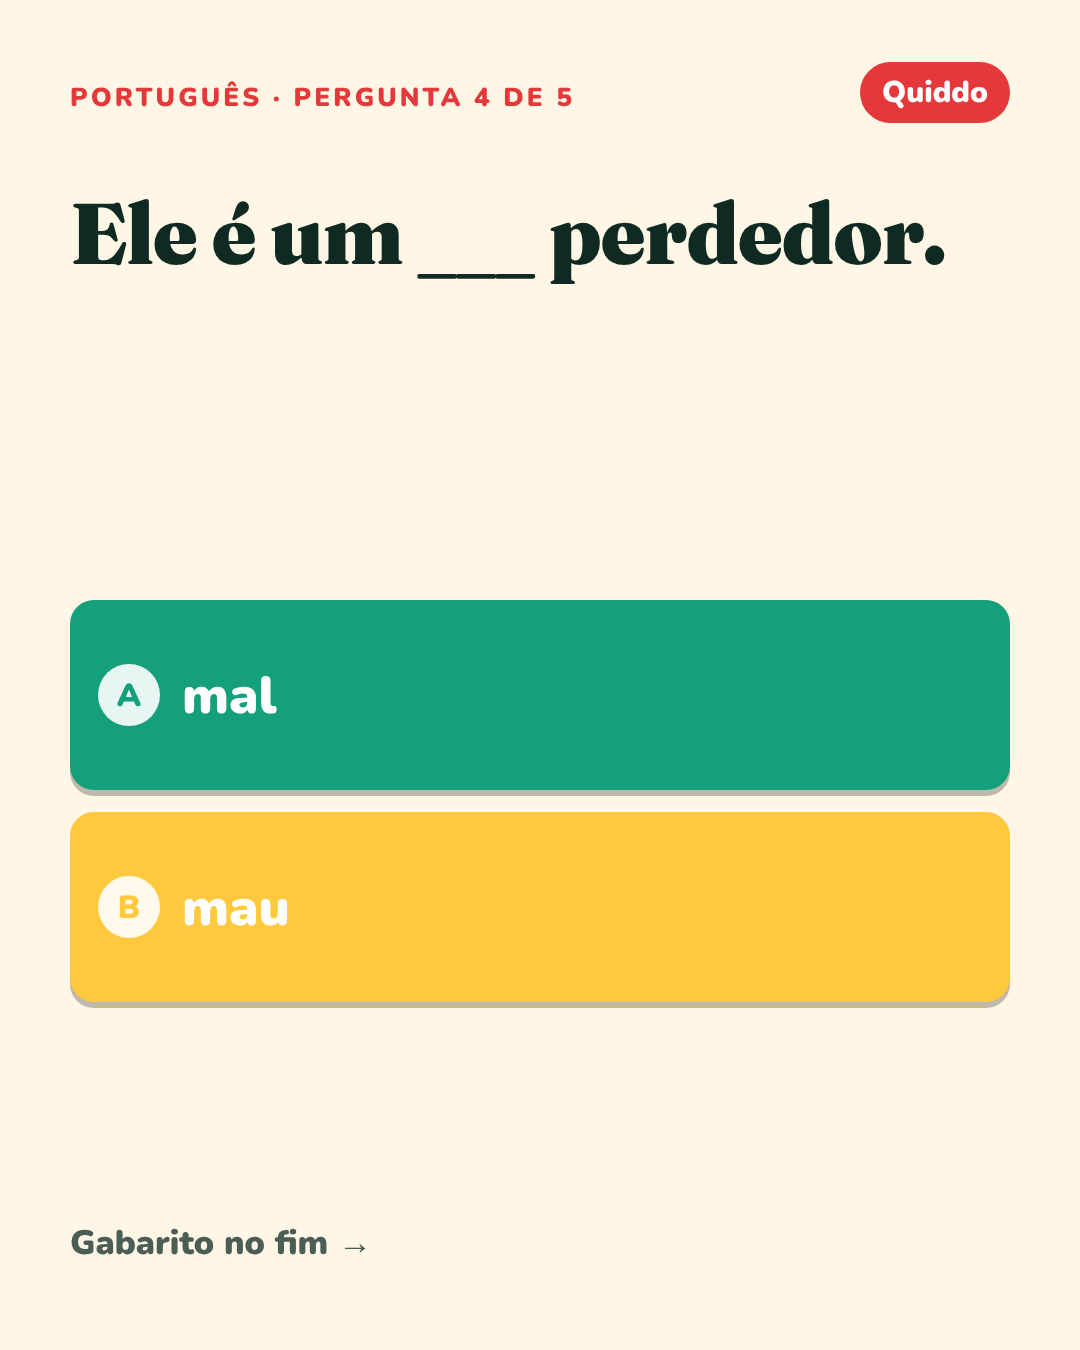 PORTUGUÊS · PERGUNTA 4 DE 5
Quiddo
Ele é um ___ perdedor.
A mal
B mau
Gabarito no fim →